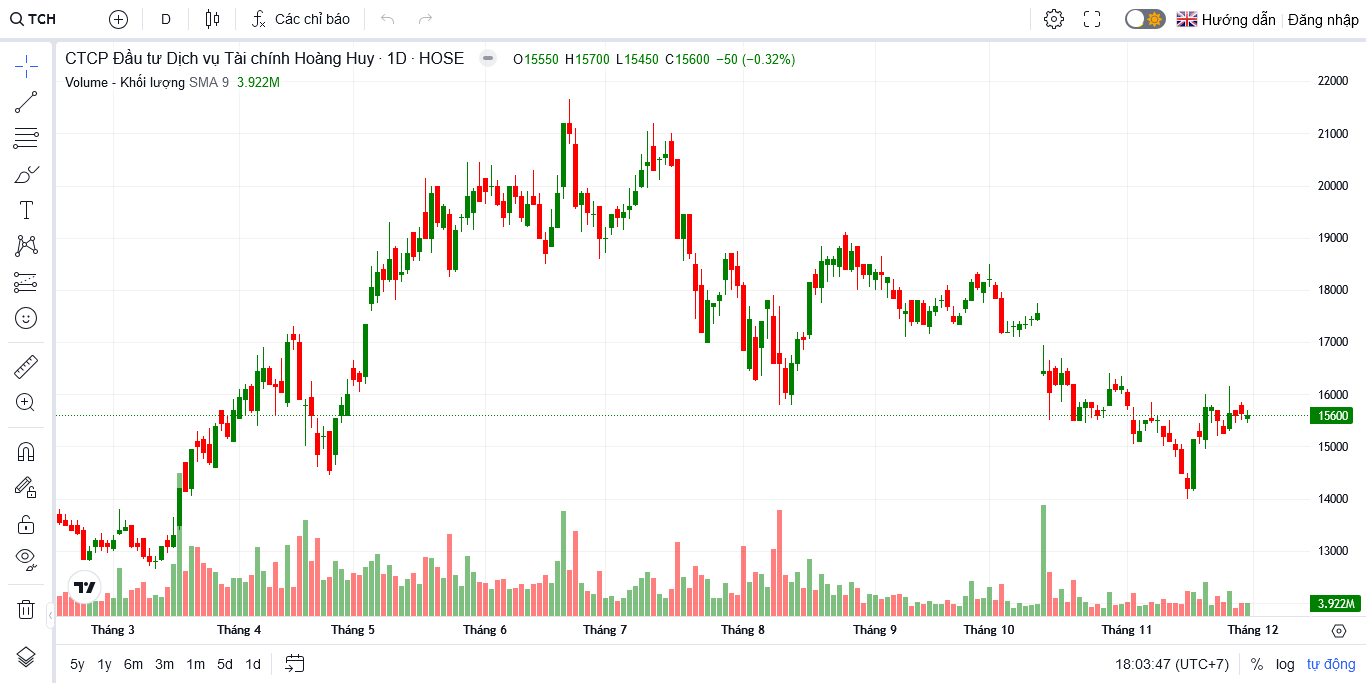 TCH D Các chỉ báo Hướng dẫn Đăng nhập
CTCP Đầu tư Dịch vụ Tài chính Hoàng Huy · 1D · HOSE O15550 H15700 L15450 C15600 −50 (−0.32%)
Volume - Khối lượng SMA 9 3.922M
22000
21000
20000
19000
18000
17000
16000
15600
15000
14000
13000
3.922M
Tháng 3 Tháng 4 Tháng 5 Tháng 6 Tháng 7 Tháng 8 Tháng 9 Tháng 10 Tháng 11 Tháng 12
5y 1y 6m 3m 1m 5d 1d 18:03:47 (UTC+7) % log tự động